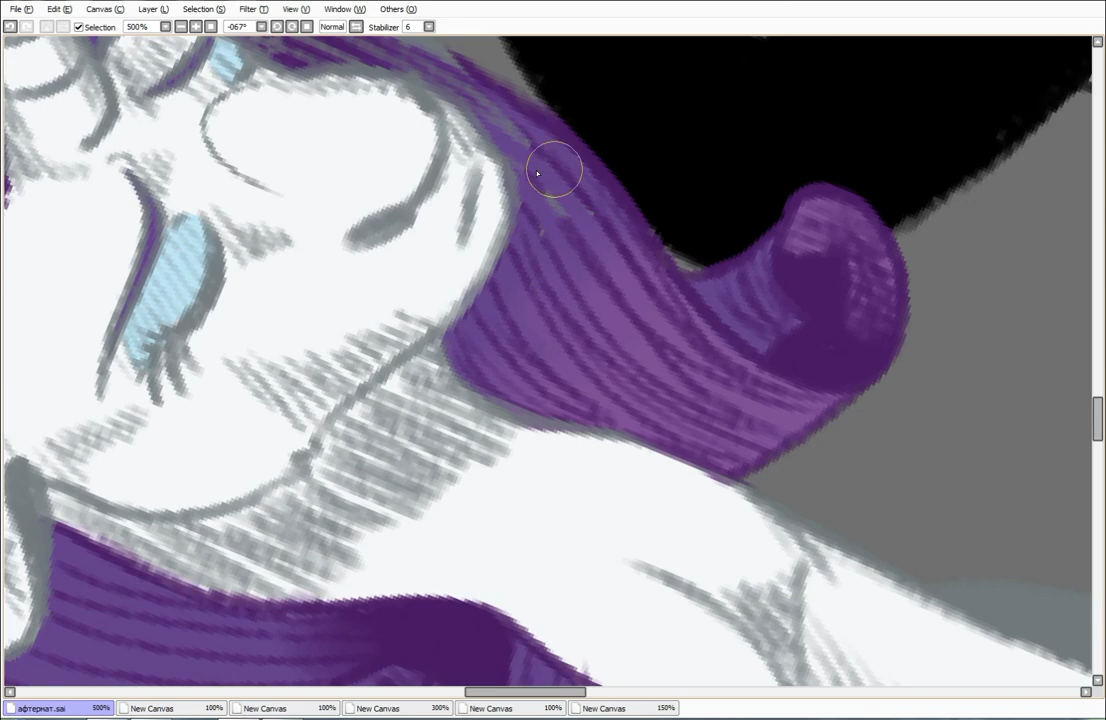 File (F) Edit (E) Canvas (C) Layer (L) Selection (S) Filter (T) View (V) Window (W) Others (O)
Selection 500% -067° Normal Stabilizer 6
афтермат.sai 500% New Canvas 100% New Canvas 100% New Canvas 300% New Canvas 100% New Canvas 150%